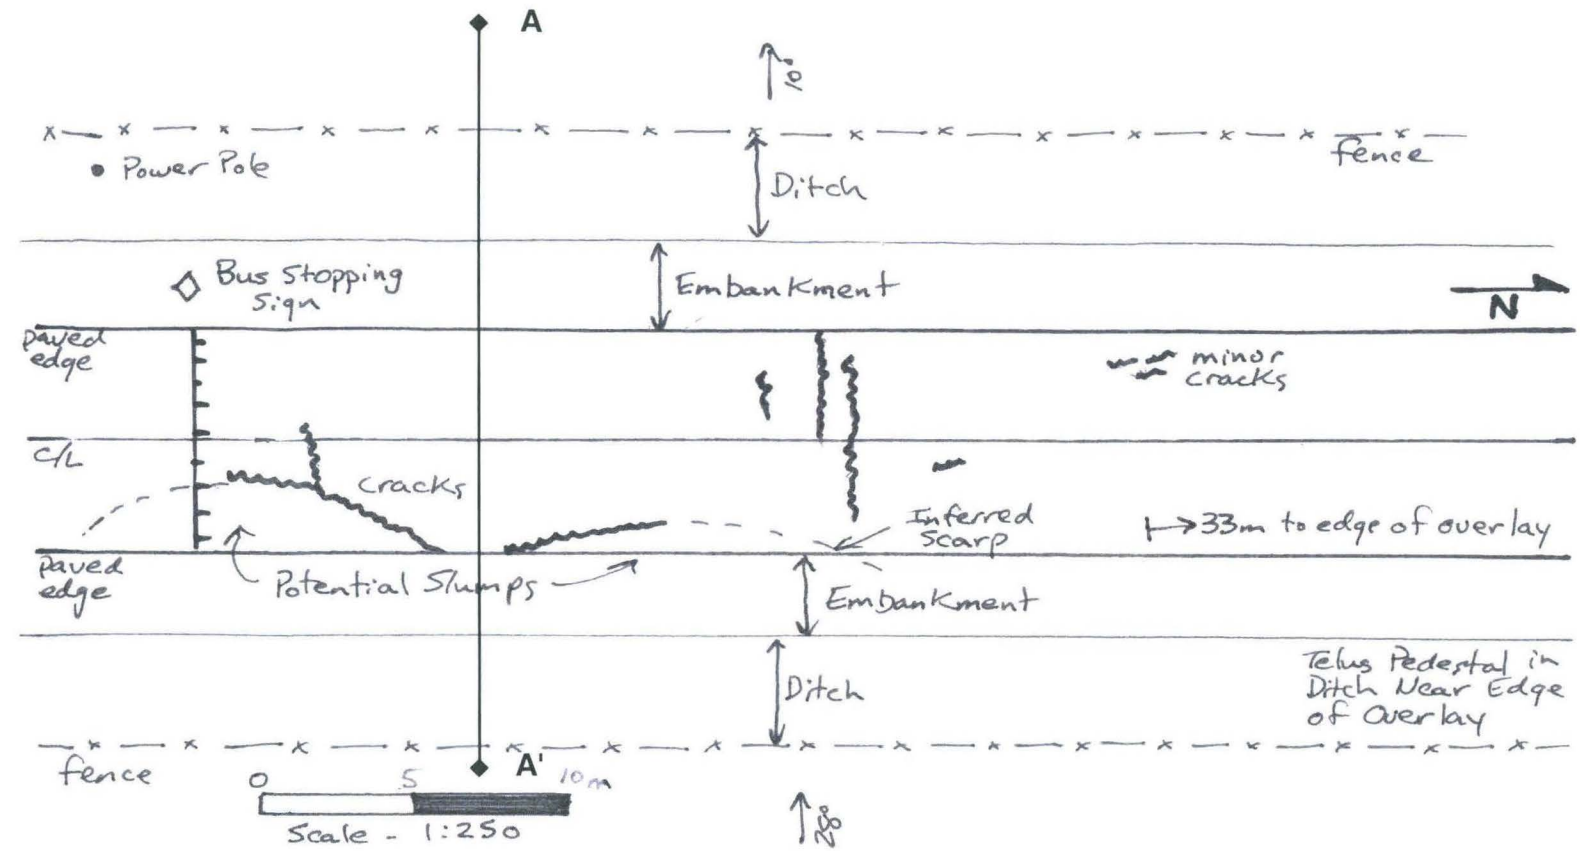 A
10°
fence
Power Pole
Ditch
Bus Stopping
Sign
Embankment
N
paved
edge
minor
cracks
C/L
cracks
Inferred
Scarp
33m to edge of overlay
paved
edge
Potential Slumps
Embankment
Telus Pedestal in
Ditch Near Edge
of Overlay
Ditch
fence
A'
0 5 10m
Scale - 1:250